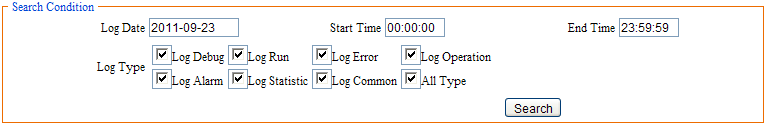 Search Condition
Log Date 2011-09-23 Start Time 00:00:00 End Time 23:59:59
Log Type Log Debug Log Run Log Error Log Operation
Log Alarm Log Statistic Log Common All Type
Search